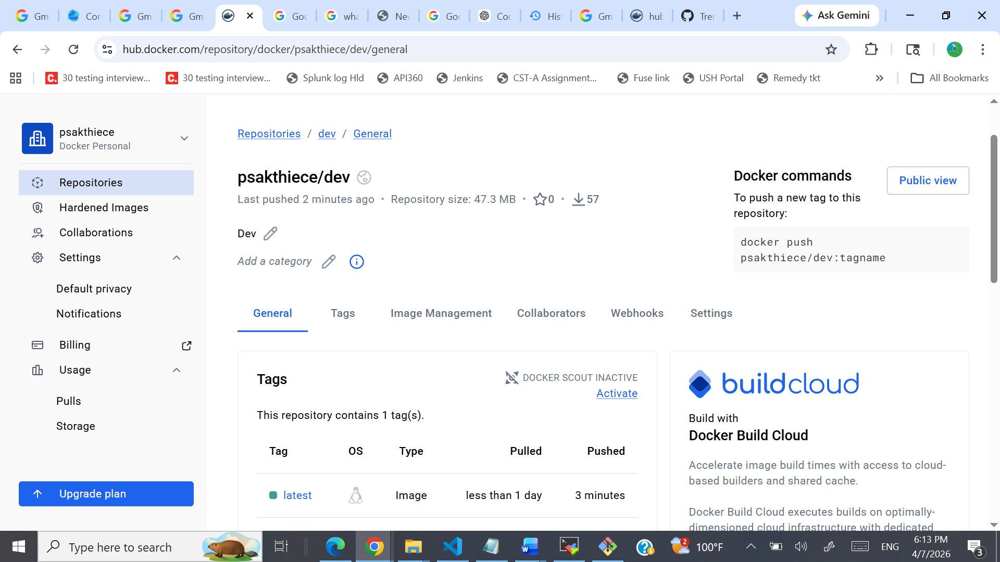 Gm
Cor
Gm
Gm
Goo
wha
Nev
Goo
Coo
Hist
Gm
hub
Tren
Ask Gemini
hub.docker.com/repository/docker/psakthiece/dev/general
30 testing interview...
30 testing interview...
Splunk log Hld
API360
Jenkins
CST-A Assignment...
Fuse link
USH Portal
Remedy tkt
All Bookmarks
psakthiece
Docker Personal
Repositories
Hardened Images
Collaborations
Settings
Default privacy
Notifications
Billing
Usage
Pulls
Storage
Upgrade plan
Repositories / dev / General
psakthiece/dev
Last pushed 2 minutes ago • Repository size: 47.3 MB • 0 • 57
Dev
Add a category
Docker commands
Public view
To push a new tag to this
repository:
docker push
psakthiece/dev:tagname
General Tags Image Management Collaborators Webhooks Settings
Tags
DOCKER SCOUT INACTIVE
Activate
This repository contains 1 tag(s).
Tag OS Type Pulled Pushed
latest Image less than 1 day 3 minutes
buildcloud
Build with
Docker Build Cloud
Accelerate image build times with access to cloud-
based builders and shared cache.
Docker Build Cloud executes builds on optimally-
dimensioned cloud infrastructure with dedicated
Type here to search
2
100°F
ENG
6:13 PM
4/7/2026
3